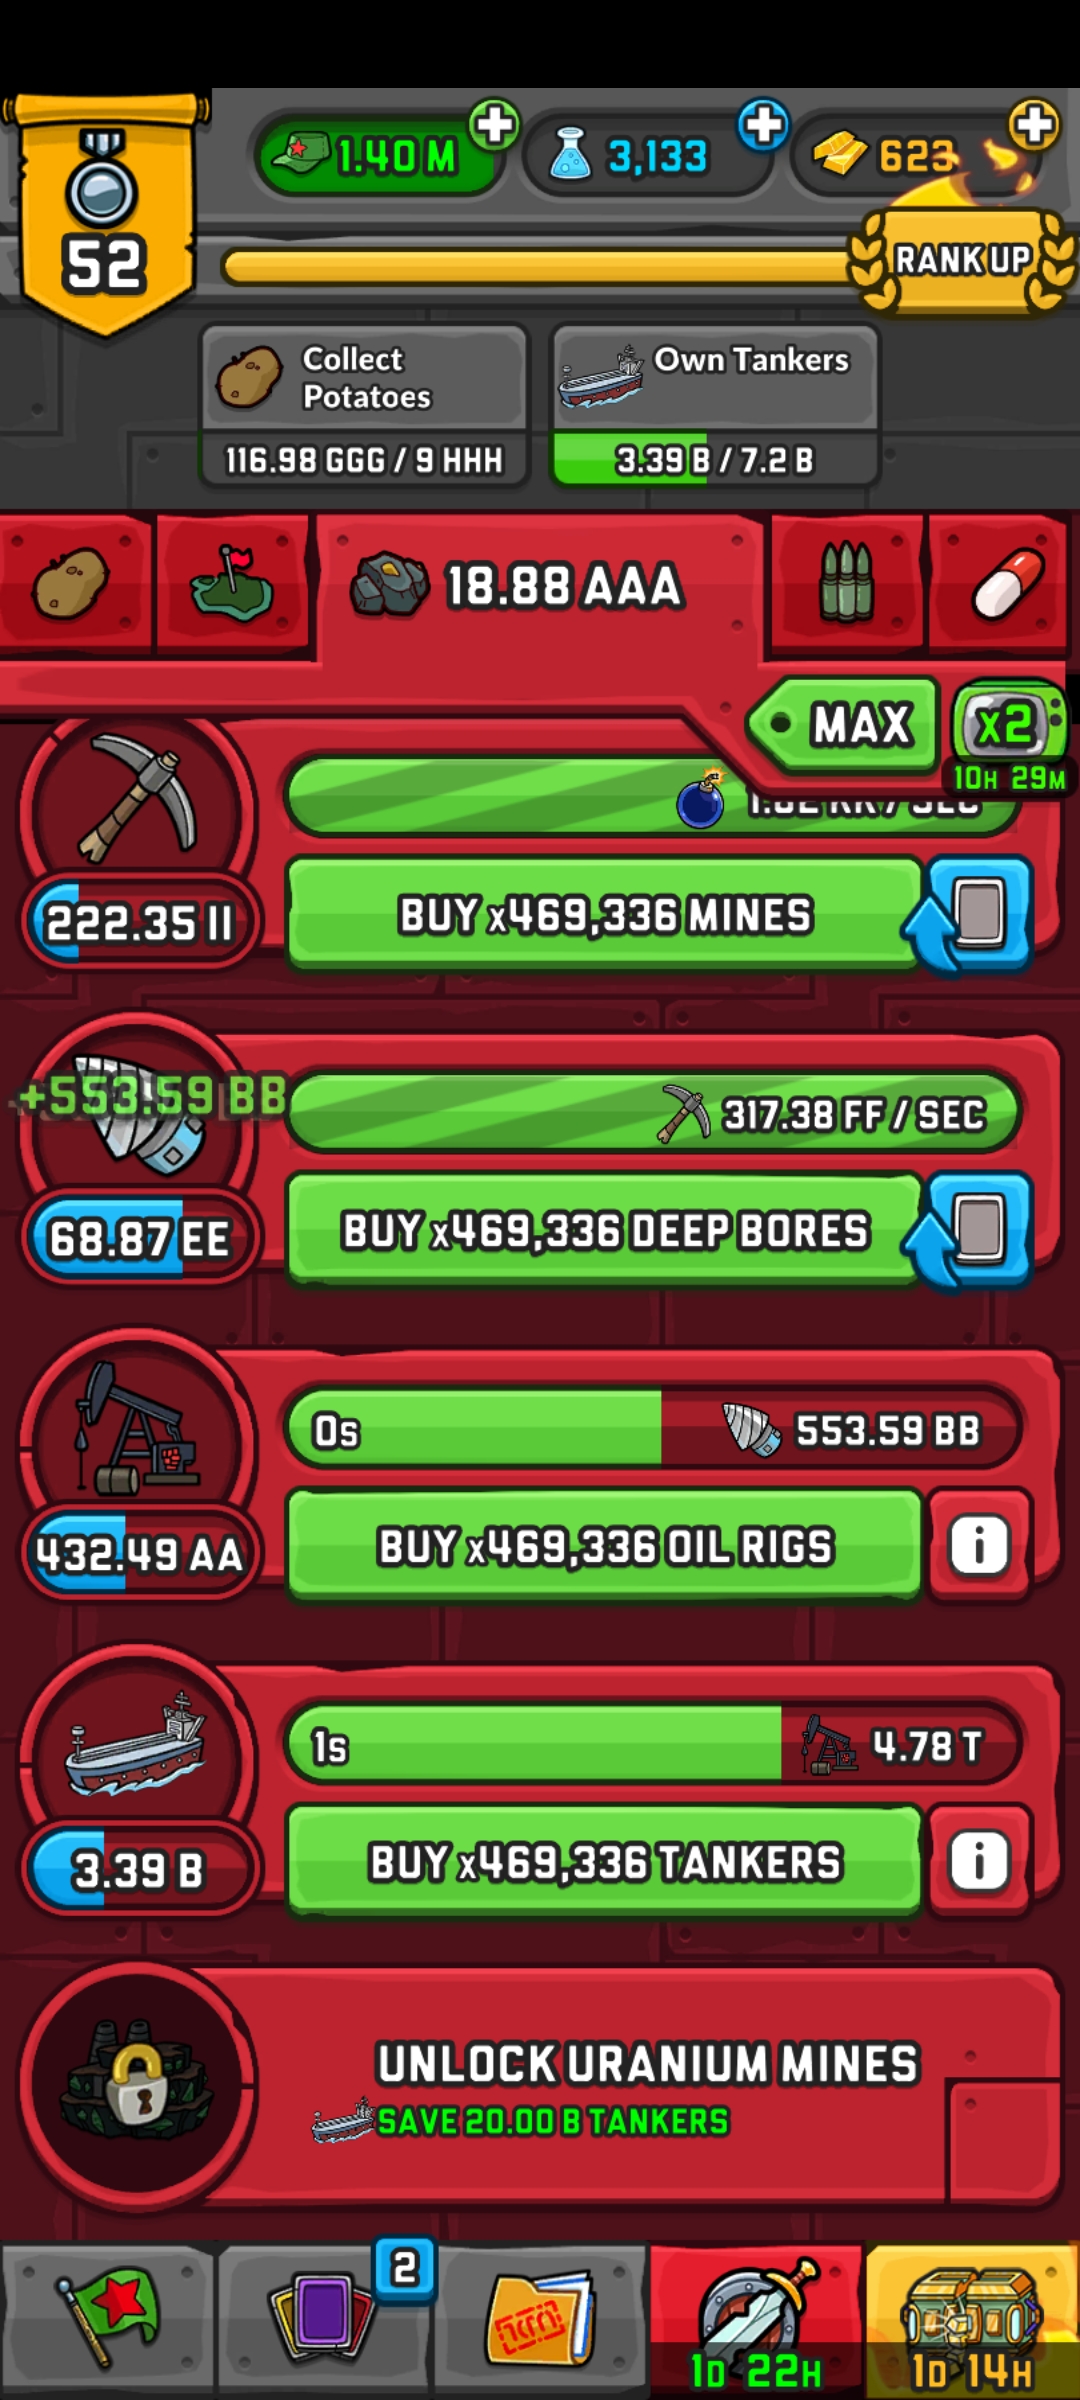 1.40 M
3,133
623
52
RANK UP
Collect
Potatoes
Own Tankers
116.98 GGG / 9 HHH
3.39 B / 7.2 B
18.88 AAA
MAX
x2
10H 29M
/ SEC
222.35 II
BUY x469,336 MINES
+553.59 BB
317.38 FF / SEC
68.87 EE
BUY x469,336 DEEP BORES
0s
553.59 BB
432.49 AA
BUY x469,336 OIL RIGS
i
1s
4.78 T
3.39 B
BUY x469,336 TANKERS
i
UNLOCK URANIUM MINES
SAVE 20.00 B TANKERS
2
1D 22H
1D 14H